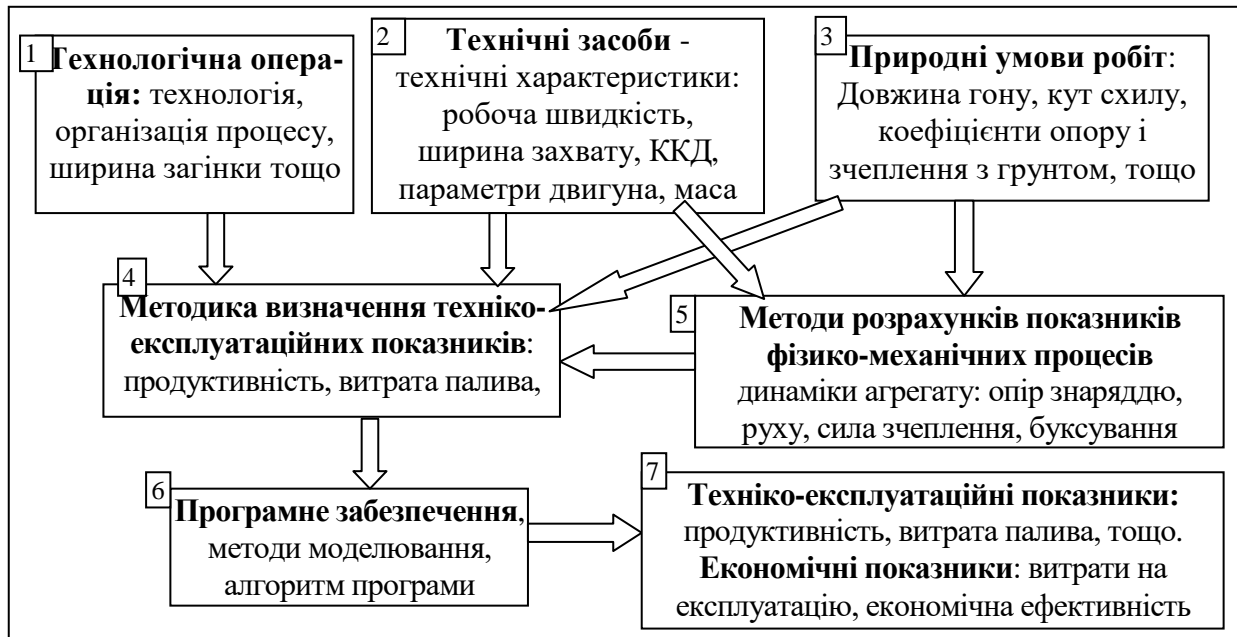 1
Технологічна опера-
ція: технологія,
організація процесу,
ширина загінки тощо
2
Технічні засоби -
технічні характеристики:
робоча швидкість,
ширина захвату, ККД,
параметри двигуна, маса
3
Природні умови робіт:
Довжина гону, кут схилу,
коефіцієнти опору і
зчеплення з грунтом, тощо
4
Методика визначення техніко-
експлуатаційних показників:
продуктивність, витрата палива,
5
Методи розрахунків показників
фізико-механічних процесів
динаміки агрегату: опір знаряддю,
руху, сила зчеплення, буксування
6
Програмне забезпечення,
методи моделювання,
алгоритм програми
7
Техніко-експлуатаційні показники:
продуктивність, витрата палива, тощо.
Економічні показники: витрати на
експлуатацію, економічна ефективність